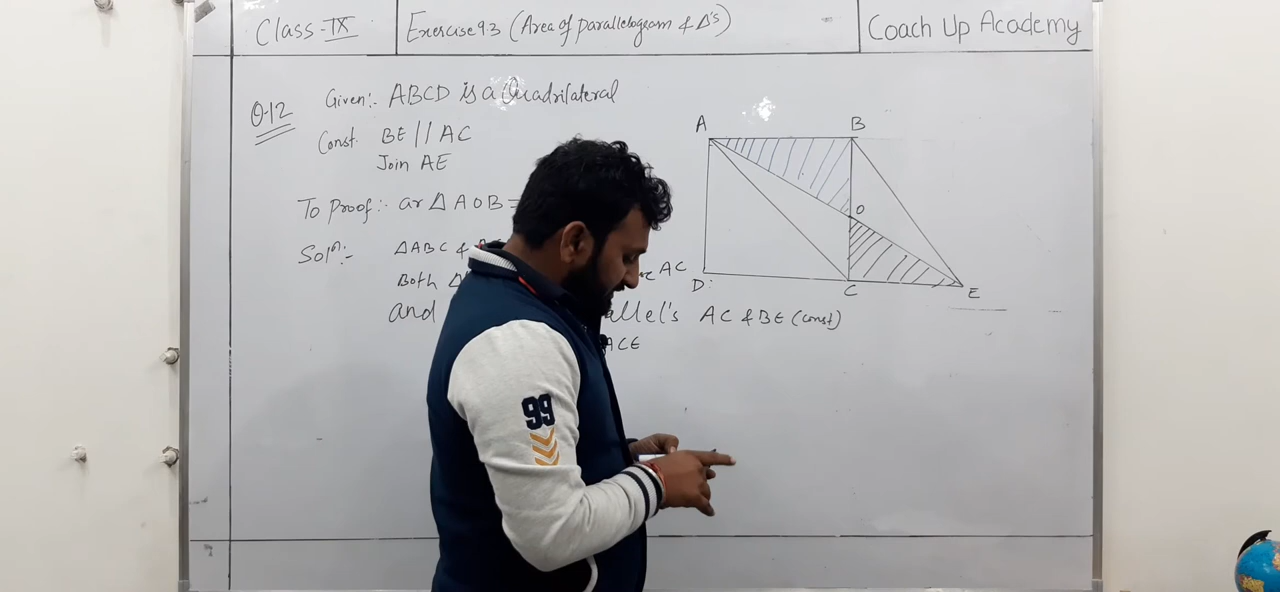 Class-IX
Exercise 9.3 (Area of parallelogram & Δ's)
Coach Up Academy
Q.12
Given:- ABCD is a Quadrilateral
Const. BE // AC
Join AE
To Proof:- ar Δ AOB =
Soln:- ΔABC &
Both Δ AC
and allel's AC & BE (const)
ACE
A
B
O
D
C
E
99